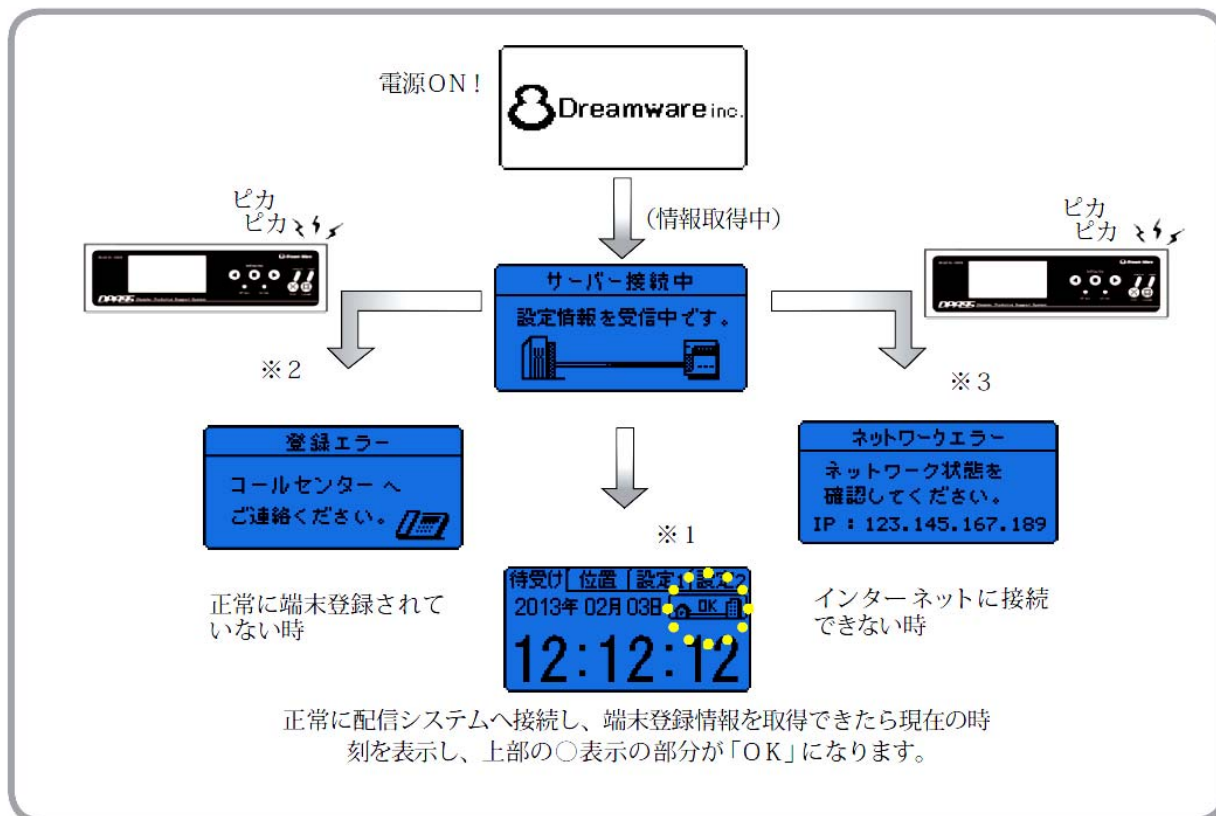 電源ON！
Dreamware inc.
（情報取得中）
ピカ
ピカ
ピカ
ピカ
サーバー接続中
設定情報を受信中です。
※２
※３
登録エラー
コールセンターへ
ご連絡ください。
ネットワークエラー
ネットワーク状態を
確認してください。
IP : 123.145.167.189
※１
待受け 位置 設定1 設定2
2013年 02月 03日 OK
12:12:12
正常に端末登録されて
いない時
インターネットに接続
できない時
正常に配信システムへ接続し、端末登録情報を取得できたら現在の時
刻を表示し、上部の○表示の部分が「ＯＫ」になります。